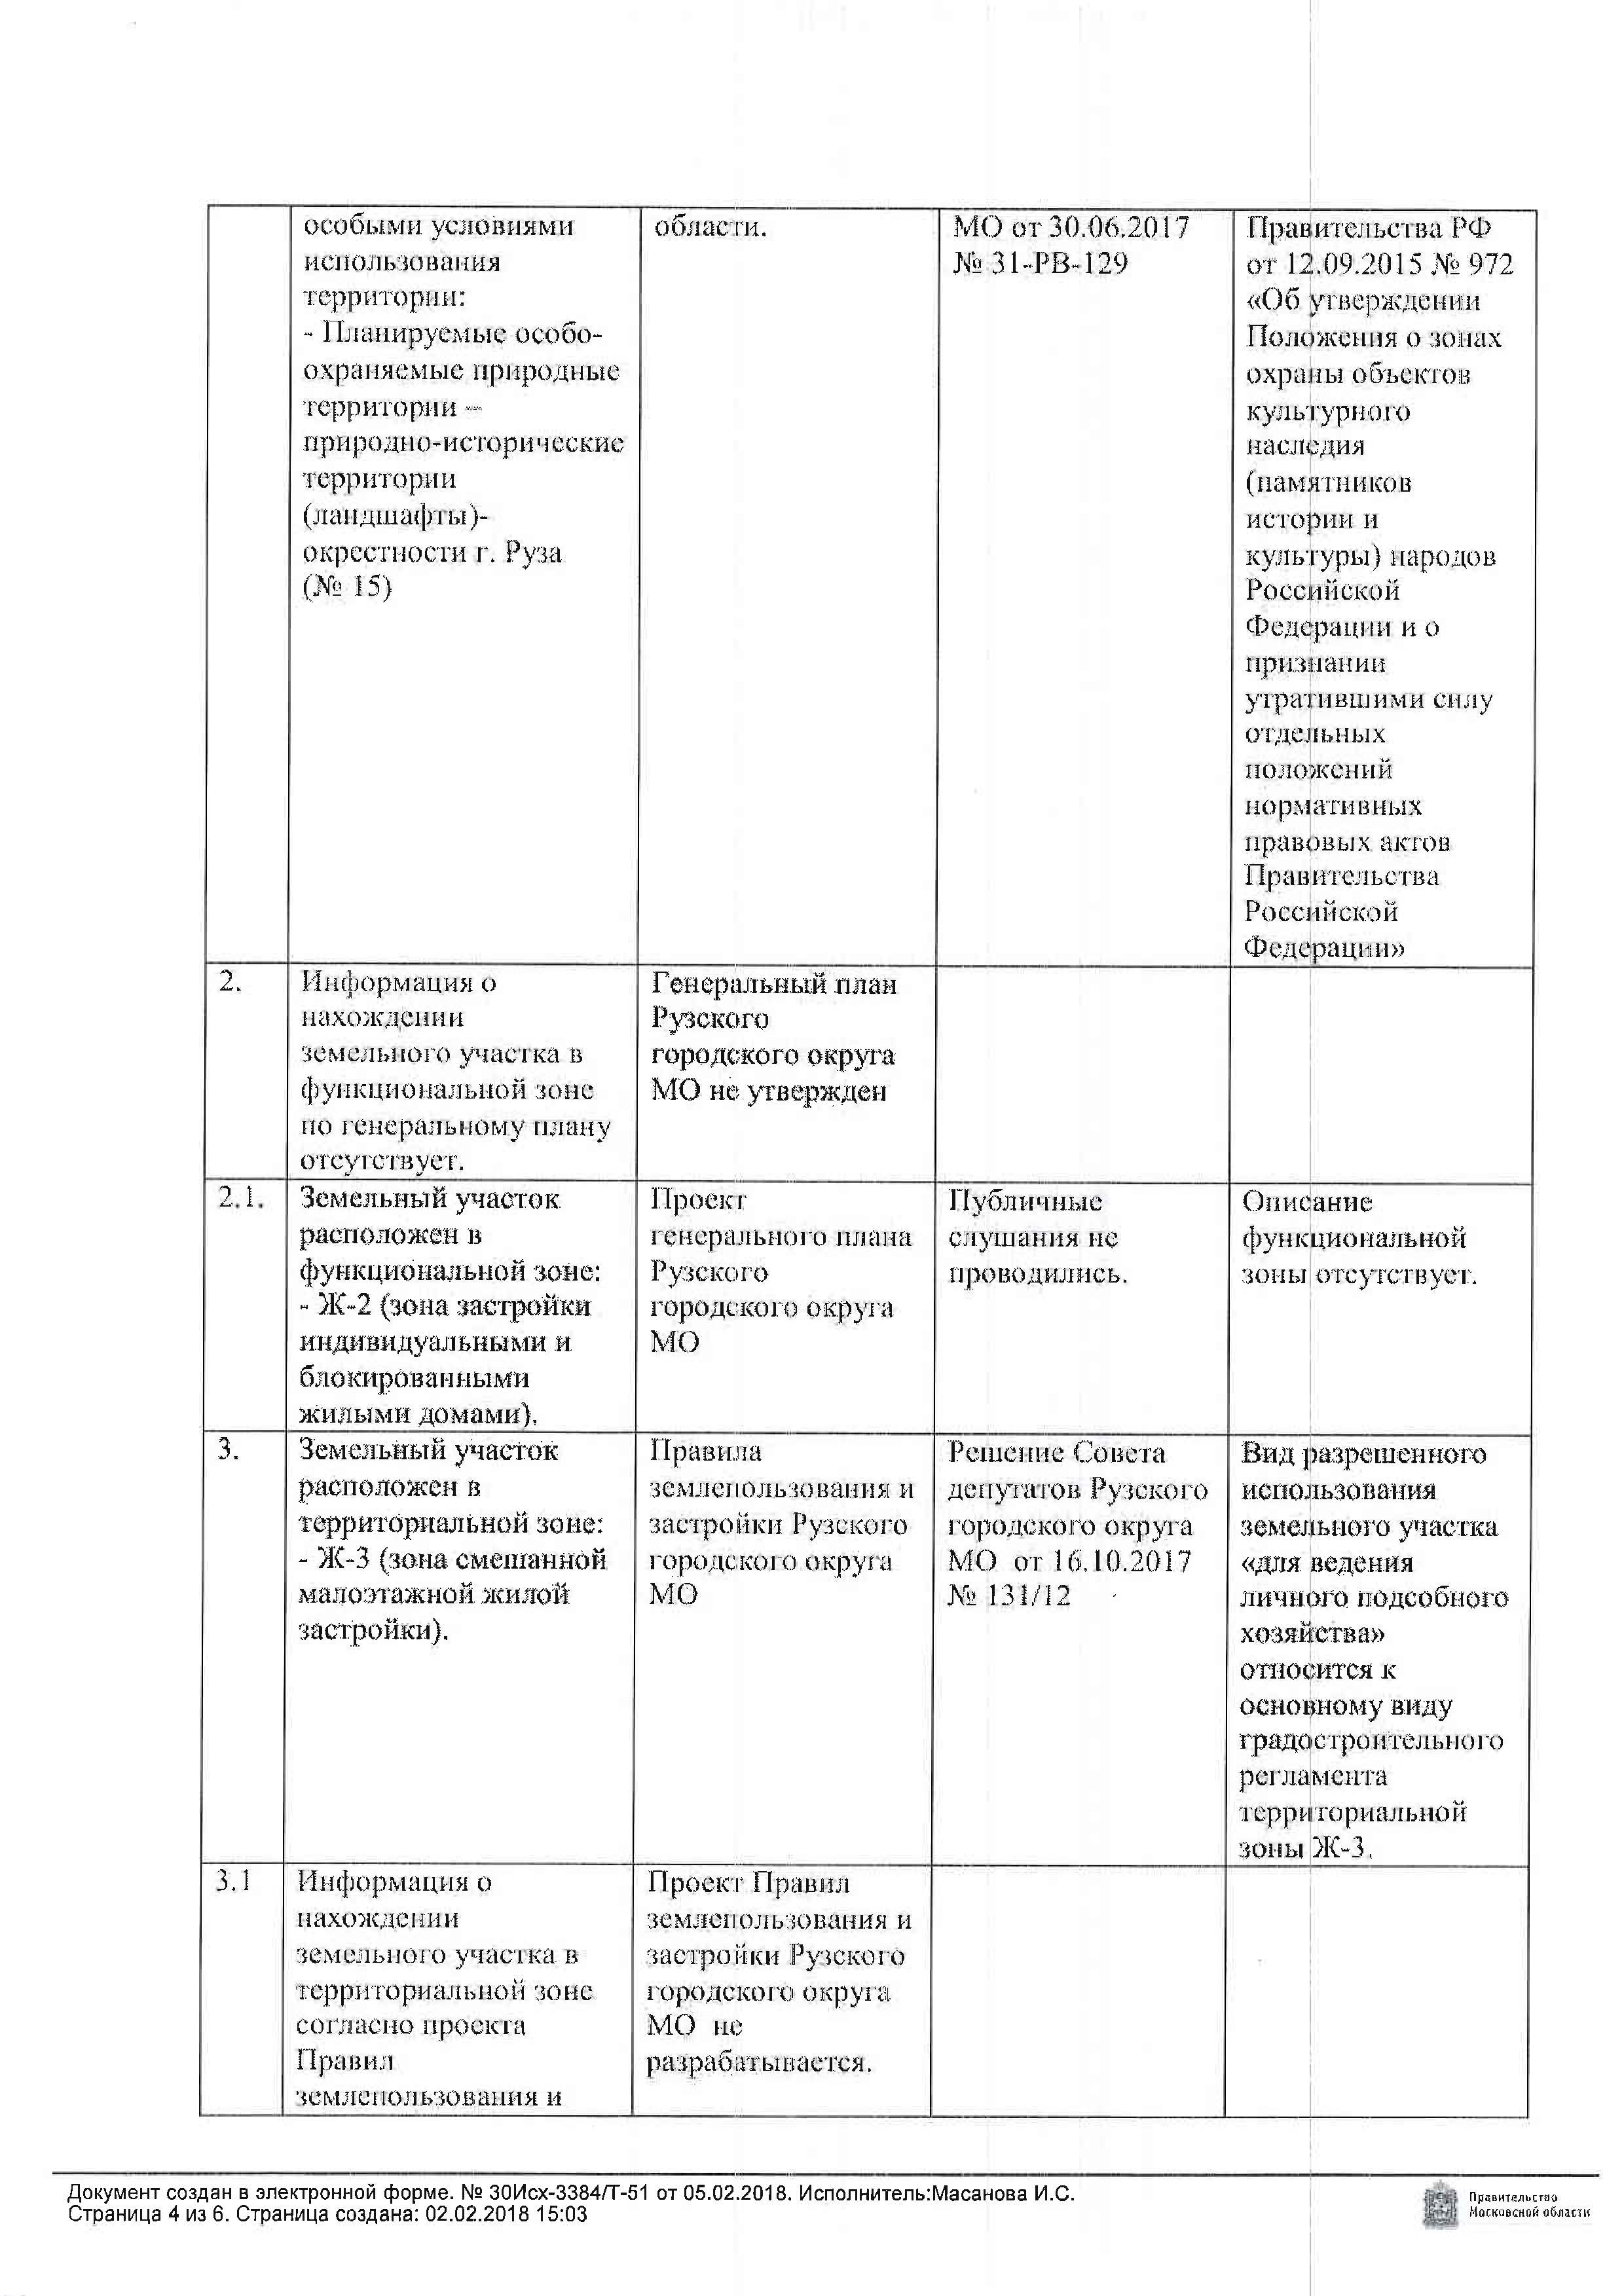 особыми условиями
использования
территории:
- Планируемые особо-
охраняемые природные
территории –
природно-исторические
территории
(ландшафты)-
окрестности г. Руза
(№ 15)
области.
МО от 30.06.2017
№ 31-РВ-129
Правительства РФ
от 12.09.2015 № 972
«Об утверждении
Положения о зонах
охраны объектов
культурного
наследия
(памятников
истории и
культуры) народов
Российской
Федерации и о
признании
утратившими силу
отдельных
положений
нормативных
правовых актов
Правительства
Российской
Федерации»
2.
Информация о
нахождении
земельного участка в
функциональной зоне
по генеральному плану
отсутствует.
Генеральный план
Рузского
городского округа
МО не утвержден
2.1.
Земельный участок
расположен в
функциональной зоне:
- Ж-2 (зона застройки
индивидуальными и
блокированными
жилыми домами).
Проект
генерального плана
Рузского
городского округа
МО
Публичные
слушания не
проводились.
Описание
функциональной
зоны отсутствует.
3.
Земельный участок
расположен в
территориальной зоне:
- Ж-3 (зона смешанной
малоэтажной жилой
застройки).
Правила
землепользования и
застройки Рузского
городского округа
МО
Решение Совета
депутатов Рузского
городского округа
МО от 16.10.2017
№ 131/12
Вид разрешенного
использования
земельного участка
«для ведения
личного подсобного
хозяйства»
относится к
основному виду
градостроительного
регламента
территориальной
зоны Ж-3.
3.1
Информация о
нахождении
земельного участка в
территориальной зоне
согласно проекта
Правил
землепользования и
Проект Правил
землепользования и
застройки Рузского
городского округа
МО не
разрабатывается.
Документ создан в электронной форме. № 30Исх-3384/Т-51 от 05.02.2018. Исполнитель:Масанова И.С.
Страница 4 из 6. Страница создана: 02.02.2018 15:03
Правительство
Московской области